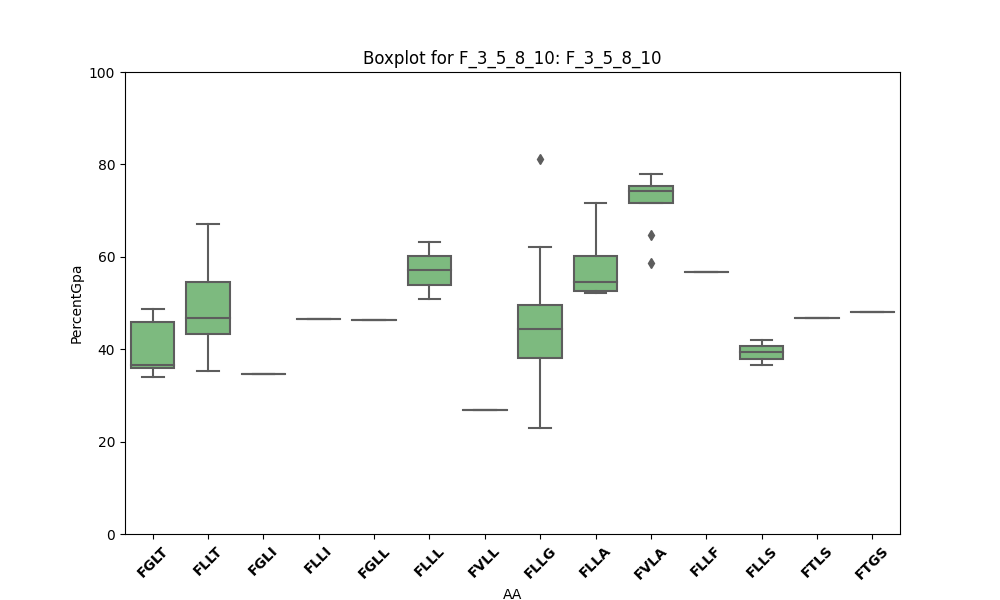 Boxplot for F_3_5_8_10: F_3_5_8_10
100
80
60
40
20
0
PercentGpa
FGLT FLLT FGLI FLLI FGLL FLLL FVLL FLLG FLLA FVLA FLLF FLLS FTLS FTGS
AA